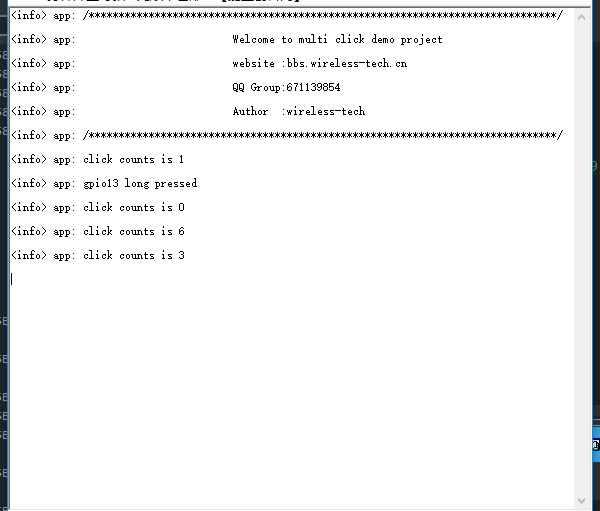 <info> app: /******************************************************************************/
<info> app: Welcome to multi click demo project
<info> app: website :bbs.wireless-tech.cn
<info> app: QQ Group:671139854
<info> app: Author :wireless-tech
<info> app: /******************************************************************************/
<info> app: click counts is 1
<info> app: gpio13 long pressed
<info> app: click counts is 0
<info> app: click counts is 6
<info> app: click counts is 3